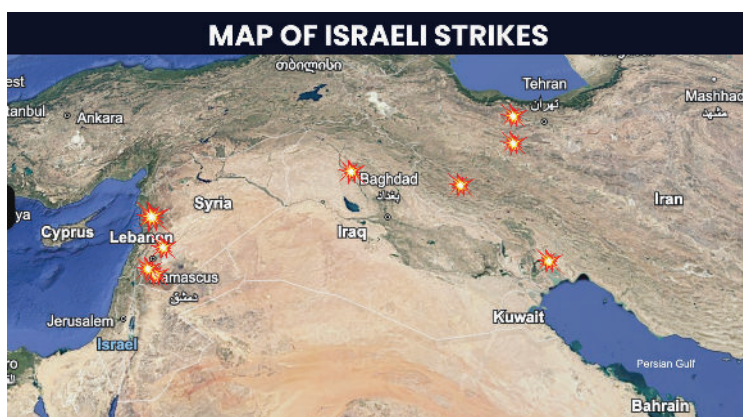 MAP OF ISRAELI STRIKES
თბილისი
est
tanbul
Ankara
Tehran
تهران
Mashhad
مشهد
Baghdad
بغداد
Syria
Iran
ya
Cyprus
Lebanon
Iraq
amascus
دمشق
Jerusalem
Israel
Kuwait
Persian Gulf
Bahrain